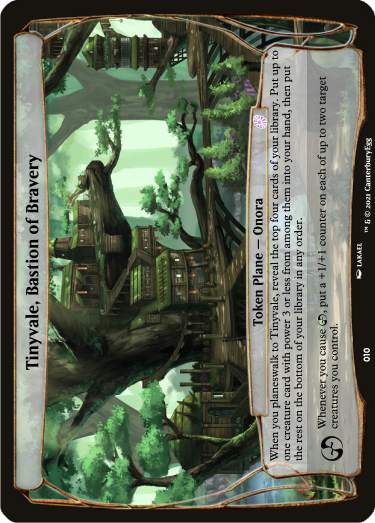 Tinyvale, Bastion of Bravery
Token Plane – Onora
When you planeswalk to Tinyvale, reveal the top four cards of your library. Put up to
one creature card with power 3 or less from among them into your hand, then put
the rest on the bottom of your library in any order.
Whenever you cause , put a +1/+1 counter on each of up to two target
creatures you control.
LAKAEL
010
™ & © 2021 CanterburyEgg